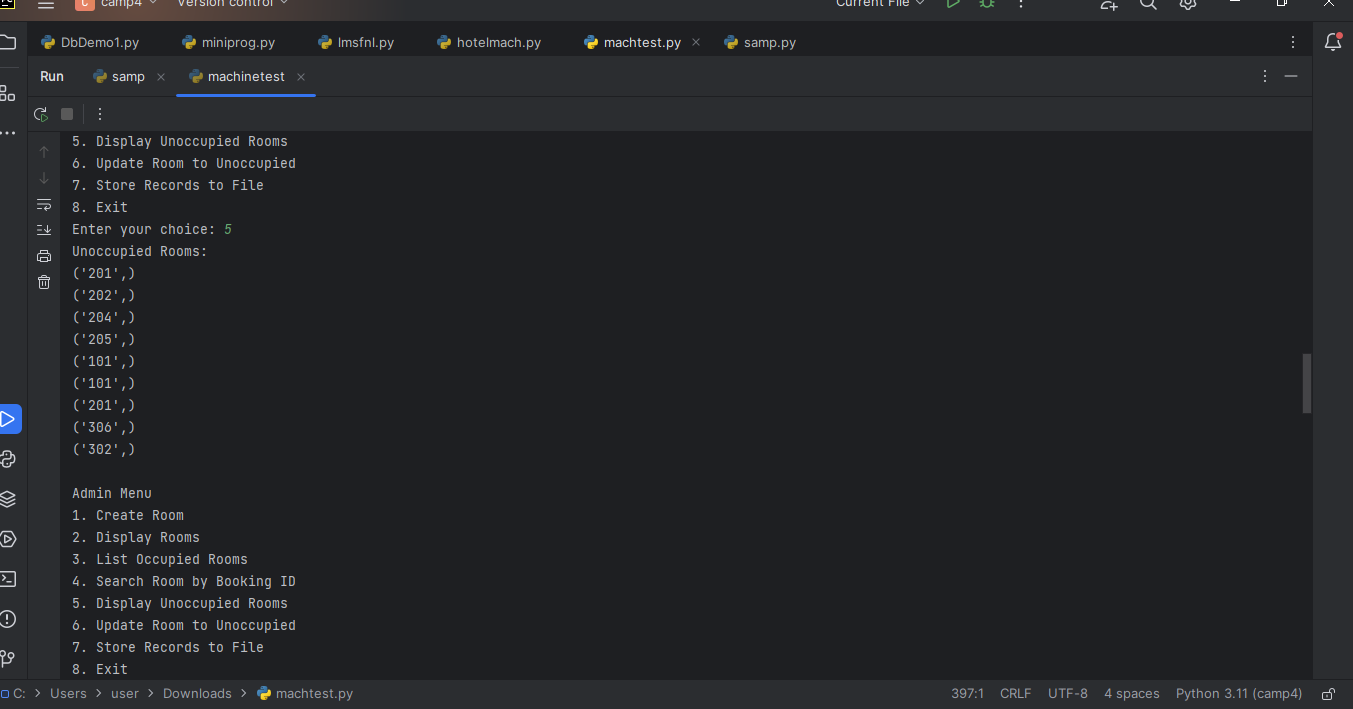 C camp4 Version control Current File
DbDemo1.py miniprog.py lmsfnl.py hotelmach.py machtest.py samp.py
Run samp machinetest
5. Display Unoccupied Rooms
6. Update Room to Unoccupied
7. Store Records to File
8. Exit
Enter your choice: 5
Unoccupied Rooms:
('201',)
('202',)
('204',)
('205',)
('101',)
('101',)
('201',)
('306',)
('302',)
Admin Menu
1. Create Room
2. Display Rooms
3. List Occupied Rooms
4. Search Room by Booking ID
5. Display Unoccupied Rooms
6. Update Room to Unoccupied
7. Store Records to File
8. Exit
C: > Users > user > Downloads > machtest.py 397:1 CRLF UTF-8 4 spaces Python 3.11 (camp4)